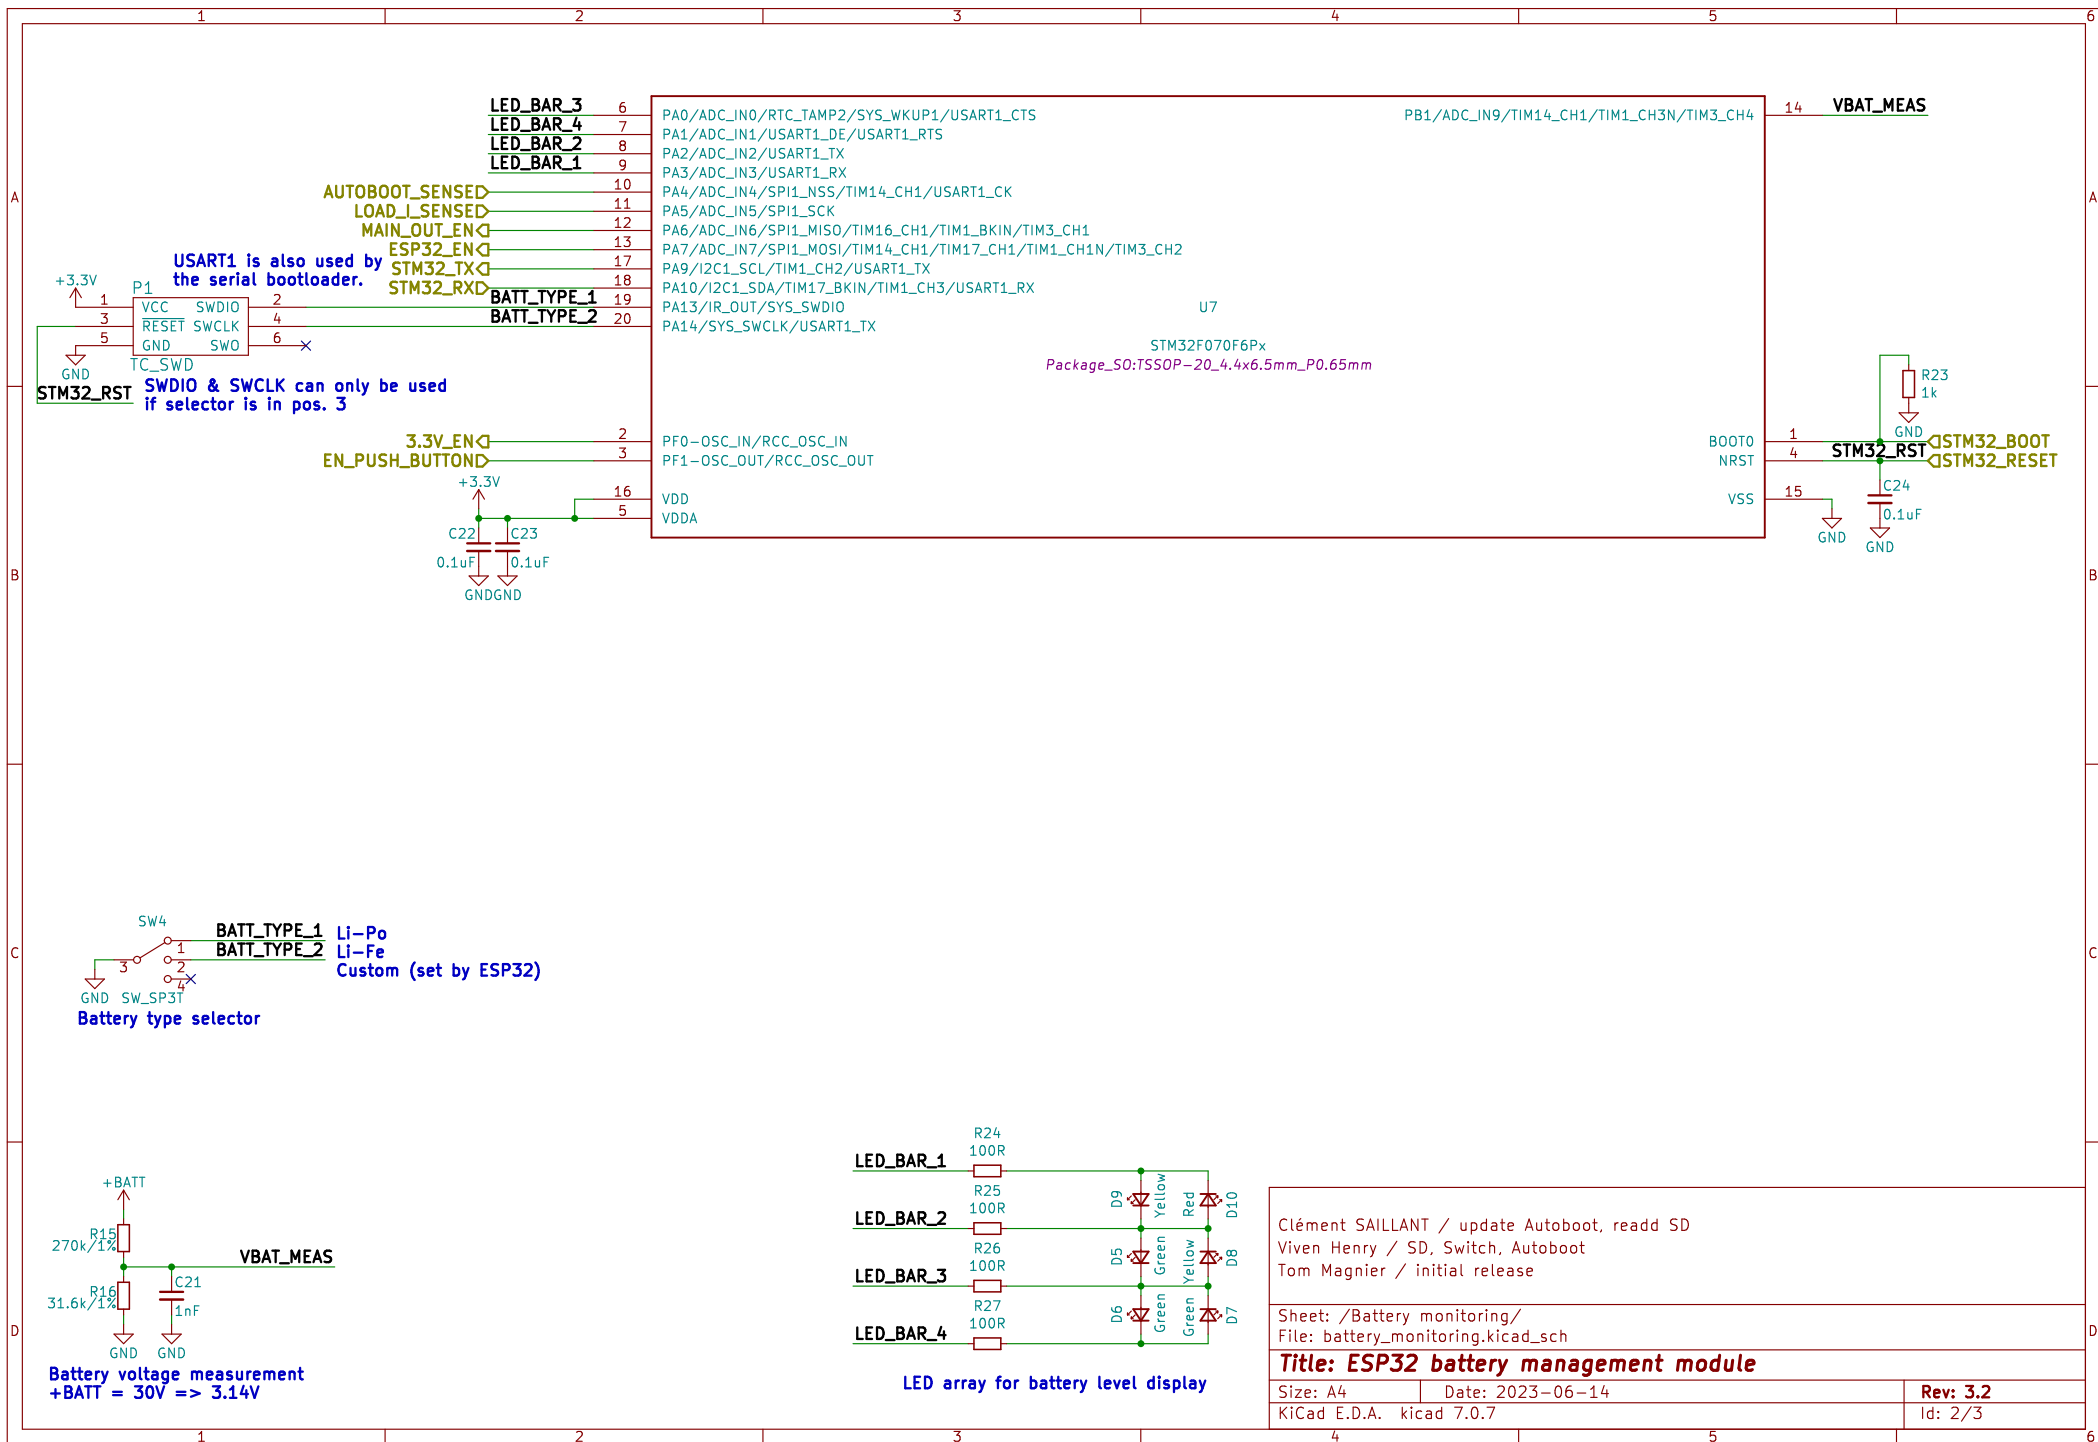 1 2 3 4 5 6
A
B
C
D
A
B
C
D
1 2 3 4 5 6
LED_BAR_3 6 PA0/ADC_IN0/RTC_TAMP2/SYS_WKUP1/USART1_CTS
LED_BAR_4 7 PA1/ADC_IN1/USART1_DE/USART1_RTS
LED_BAR_2 8 PA2/ADC_IN2/USART1_TX
LED_BAR_1 9 PA3/ADC_IN3/USART1_RX
AUTOBOOT_SENSE 10 PA4/ADC_IN4/SPI1_NSS/TIM14_CH1/USART1_CK
LOAD_I_SENSE 11 PA5/ADC_IN5/SPI1_SCK
MAIN_OUT_EN 12 PA6/ADC_IN6/SPI1_MISO/TIM16_CH1/TIM1_BKIN/TIM3_CH1
ESP32_EN 13 PA7/ADC_IN7/SPI1_MOSI/TIM14_CH1/TIM17_CH1/TIM1_CH1N/TIM3_CH2
STM32_TX 17 PA9/I2C1_SCL/TIM1_CH2/USART1_TX
STM32_RX 18 PA10/I2C1_SDA/TIM17_BKIN/TIM1_CH3/USART1_RX
BATT_TYPE_1 19 PA13/IR_OUT/SYS_SWDIO
BATT_TYPE_2 20 PA14/SYS_SWCLK/USART1_TX
PB1/ADC_IN9/TIM14_CH1/TIM1_CH3N/TIM3_CH4 14 VBAT_MEAS
U7
STM32F070F6Px
Package_SO:TSSOP-20_4.4x6.5mm_P0.65mm
USART1 is also used by
the serial bootloader.
+3.3V
P1
1 VCC SWDIO 2
3 RESET SWCLK 4
5 GND SWO 6
GND
TC_SWD
STM32_RST
SWDIO & SWCLK can only be used
if selector is in pos. 3
3.3V_EN 2 PF0-OSC_IN/RCC_OSC_IN
EN_PUSH_BUTTON 3 PF1-OSC_OUT/RCC_OSC_OUT
+3.3V
16 VDD
5 VDDA
C22
0.1uF
C23
0.1uF
GND
GND
R23
1k
GND
BOOT0 1 STM32_BOOT
STM32_RST
NRST 4 STM32_RESET
VSS 15
GND
C24
0.1uF
GND
SW4
BATT_TYPE_1
BATT_TYPE_2
1
2
3
4
GND
SW_SP3T
Li-Po
Li-Fe
Custom (set by ESP32)
Battery type selector
+BATT
R15
270k/1%
VBAT_MEAS
R16
31.6k/1%
C21
1nF
GND
GND
Battery voltage measurement
+BATT = 30V => 3.14V
R24
100R
LED_BAR_1
R25
100R
LED_BAR_2
R26
100R
LED_BAR_3
R27
100R
LED_BAR_4
D9 Yellow Red D10
D5 Green Yellow D8
D6 Green Green D7
LED array for battery level display
Clément SAILLANT / update Autoboot, readd SD
Viven Henry / SD, Switch, Autoboot
Tom Magnier / initial release
Sheet: /Battery monitoring/
File: battery_monitoring.kicad_sch
Title: ESP32 battery management module
Size: A4 Date: 2023-06-14 Rev: 3.2
KiCad E.D.A. kicad 7.0.7 Id: 2/3